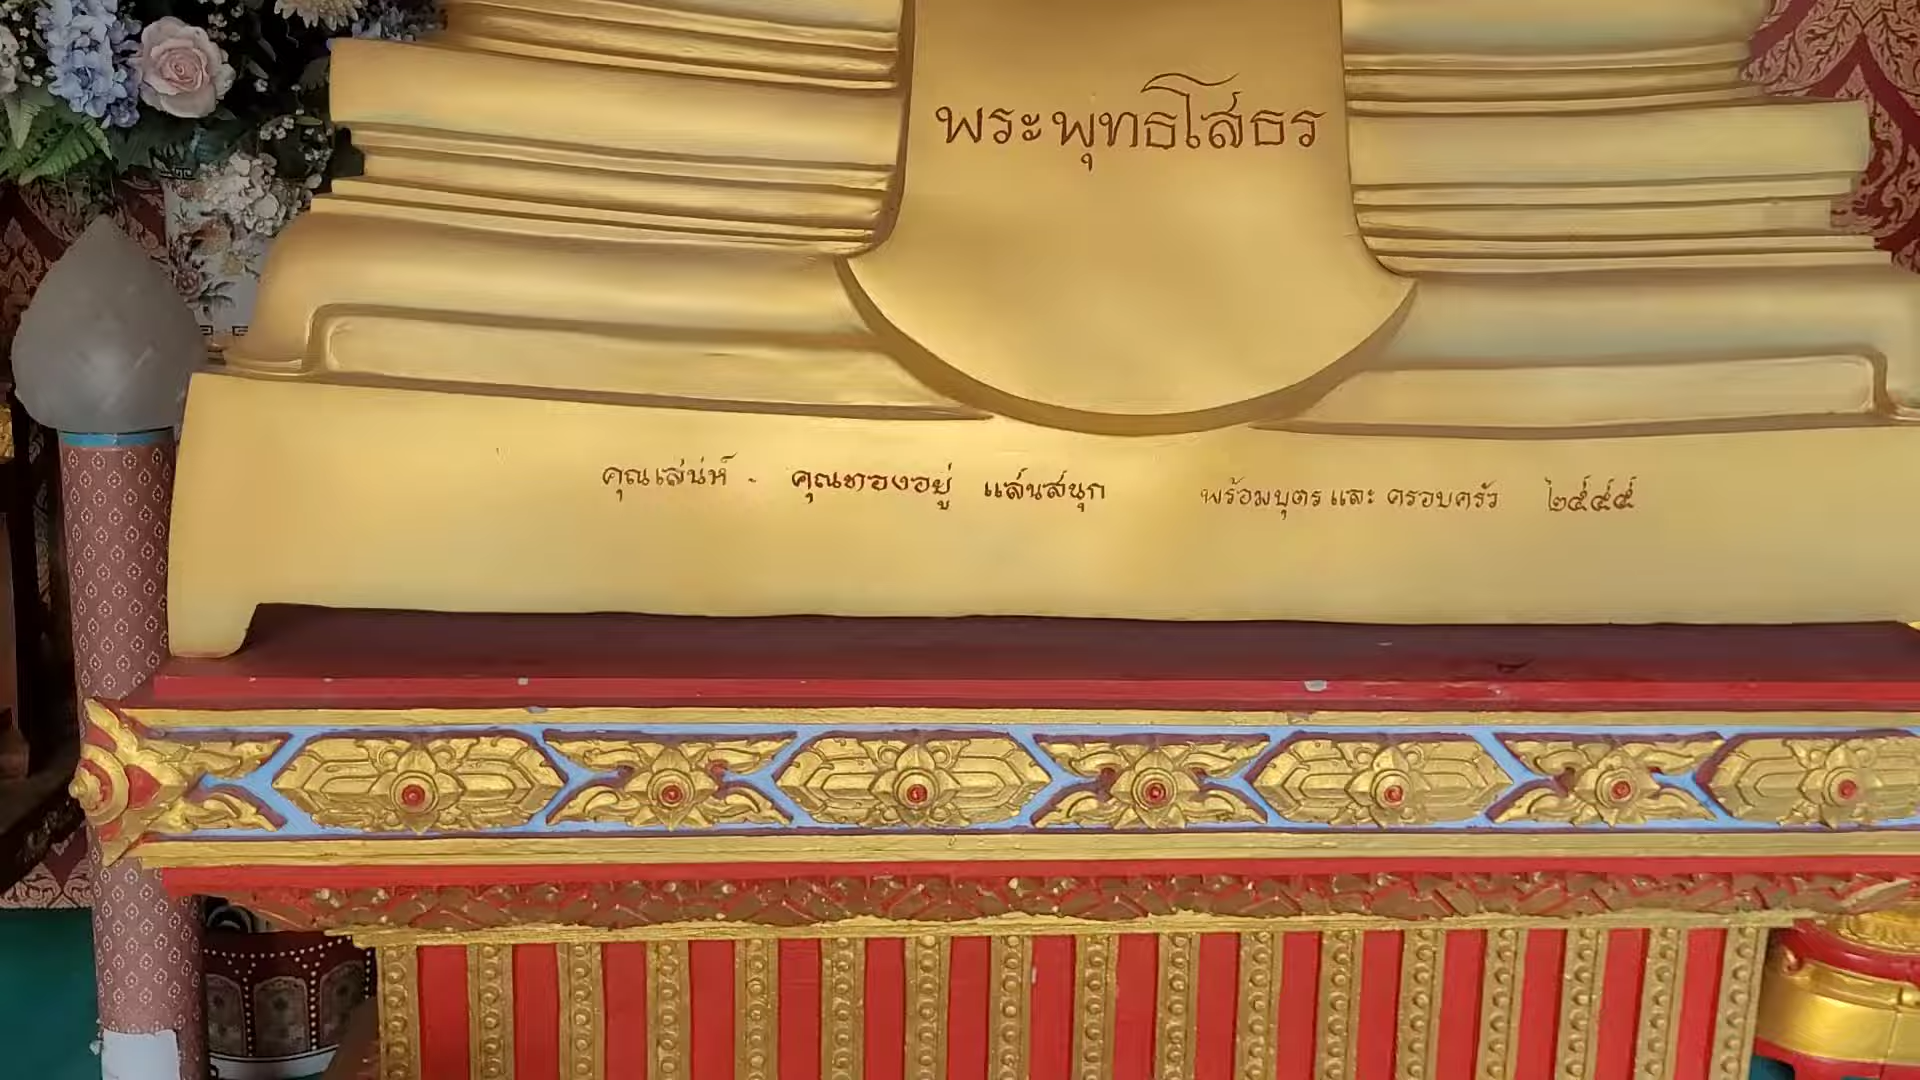 พระพุทธโสธร
คุณเสน่ห์ - คุณทองอยู่ แสนสนุก พร้อมบุตร และ ครอบครัว ๒๕๔๔